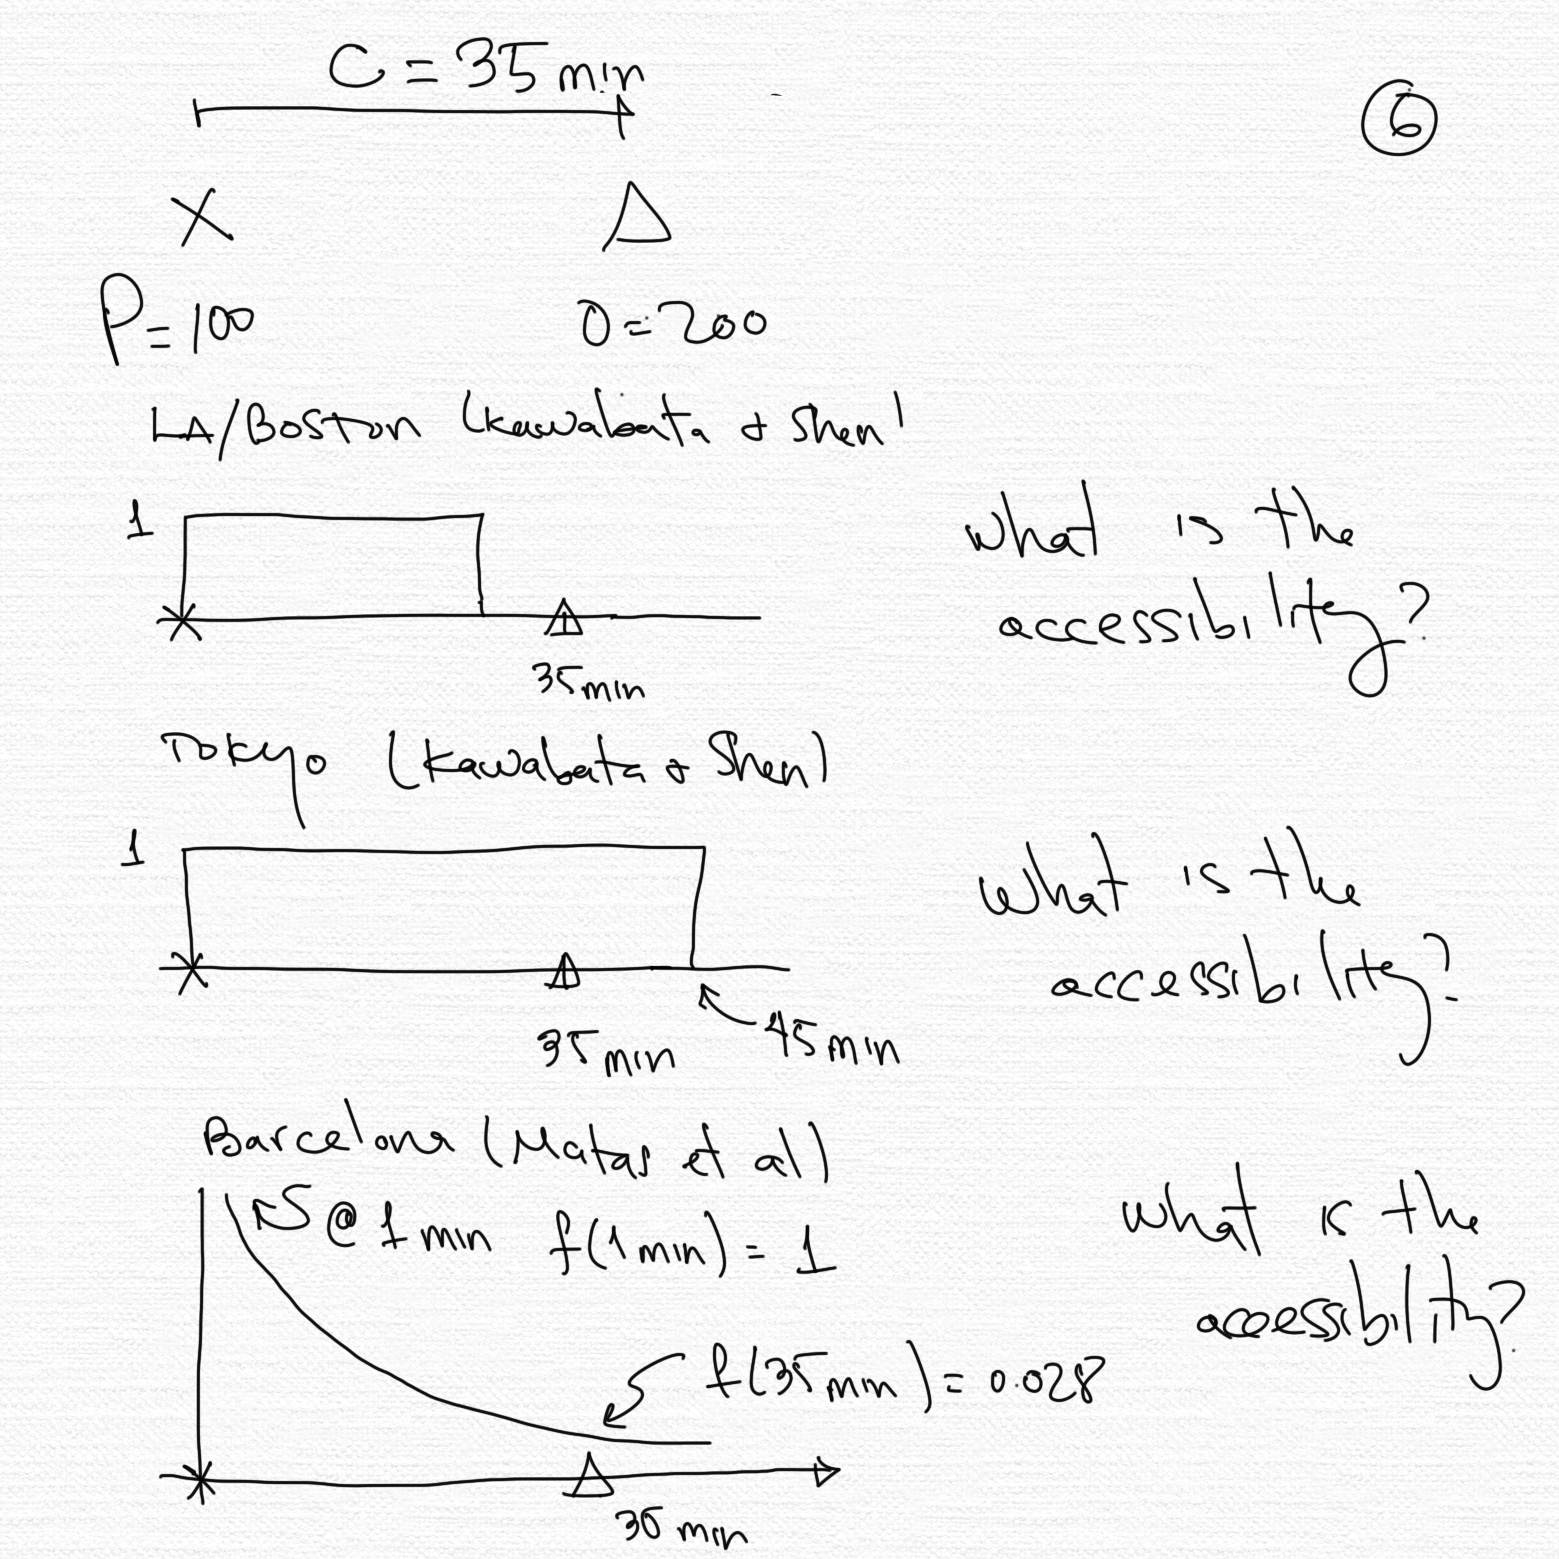 C = 35 min
6
P = 100
O = 200
LA/Boston (Kawabata & Shen)
1
what is the
accessibility?
35 min
Tokyo (Kawabata & Shen)
1
what is the
accessibility?
35 min
45 min
Barcelona (Matas et al)
@ 1 min f(1 min) = 1
what is the
accessibility?
f(35 min) = 0.028
min